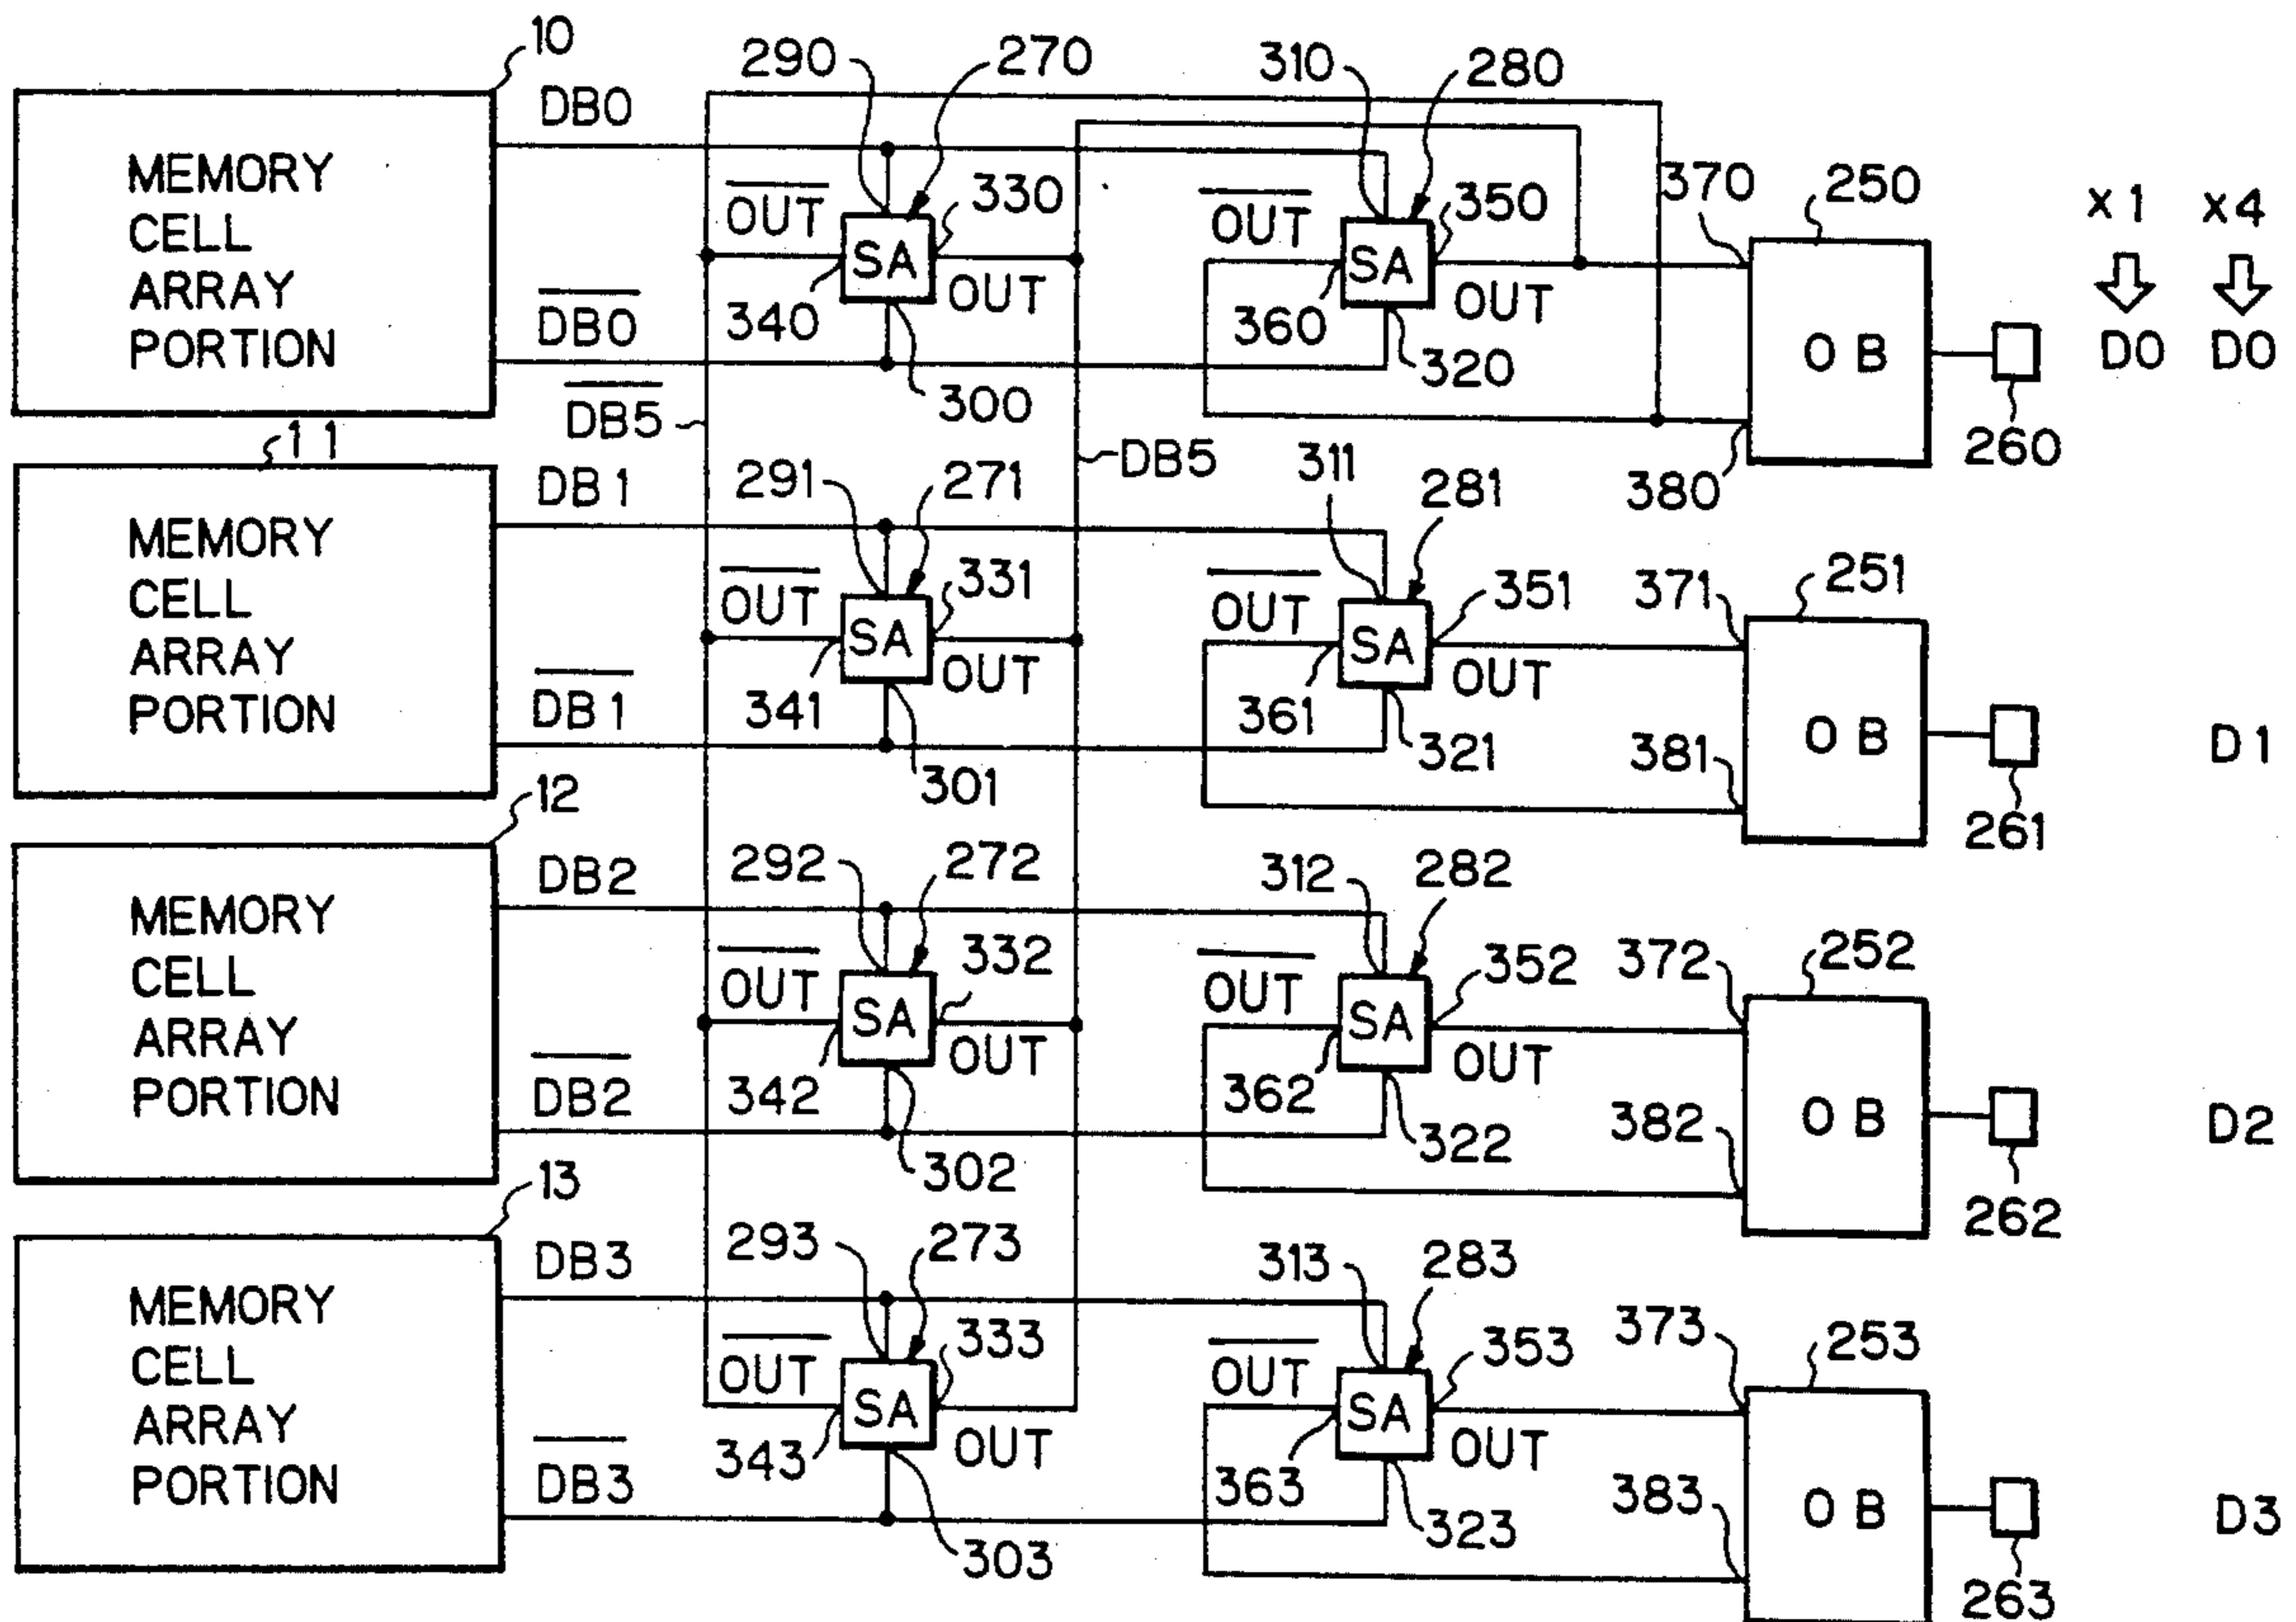 10
DB0
290
270
310
280
MEMORY
CELL
ARRAY
PORTION
OUT
330
340
SA
OUT
DB0
300
OUT
350
360
SA
OUT
320
370
380
250
O B
260
X1
X4
D0
D0
DB5
DB5
11
DB1
291
271
311
281
MEMORY
CELL
ARRAY
PORTION
OUT
331
341
SA
OUT
DB1
301
OUT
351
361
SA
OUT
321
371
381
251
O B
261
D1
12
DB2
292
272
312
282
MEMORY
CELL
ARRAY
PORTION
OUT
332
342
SA
OUT
DB2
302
OUT
352
362
SA
OUT
322
372
382
252
O B
262
D2
13
DB3
293
273
313
283
MEMORY
CELL
ARRAY
PORTION
OUT
333
343
SA
OUT
DB3
303
OUT
353
363
SA
OUT
323
373
383
253
O B
263
D3